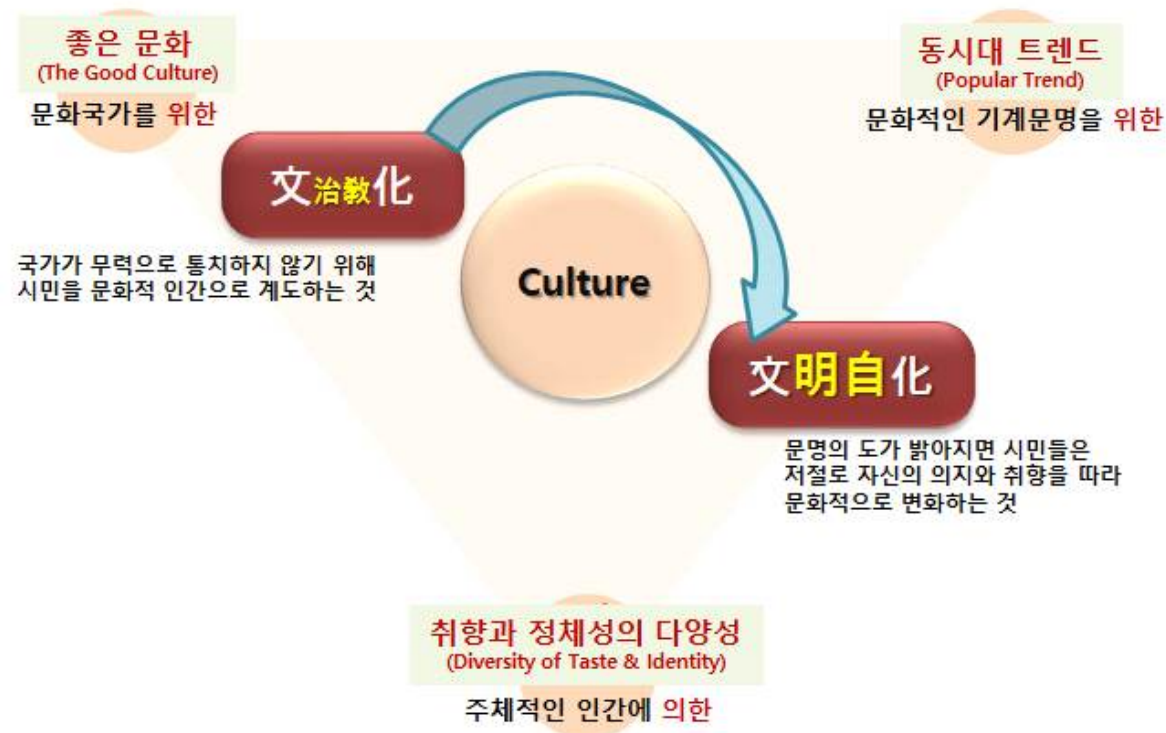 좋은 문화
(The Good Culture)
문화국가를 위한
동시대 트렌드
(Popular Trend)
문화적인 기계문명을 위한
文治敎化
국가가 무력으로 통치하지 않기 위해
시민을 문화적 인간으로 계도하는 것
Culture
文明自化
문명의 도가 밝아지면 시민들은
저절로 자신의 의지와 취향을 따라
문화적으로 변화하는 것
취향과 정체성의 다양성
(Diversity of Taste & Identity)
주체적인 인간에 의한